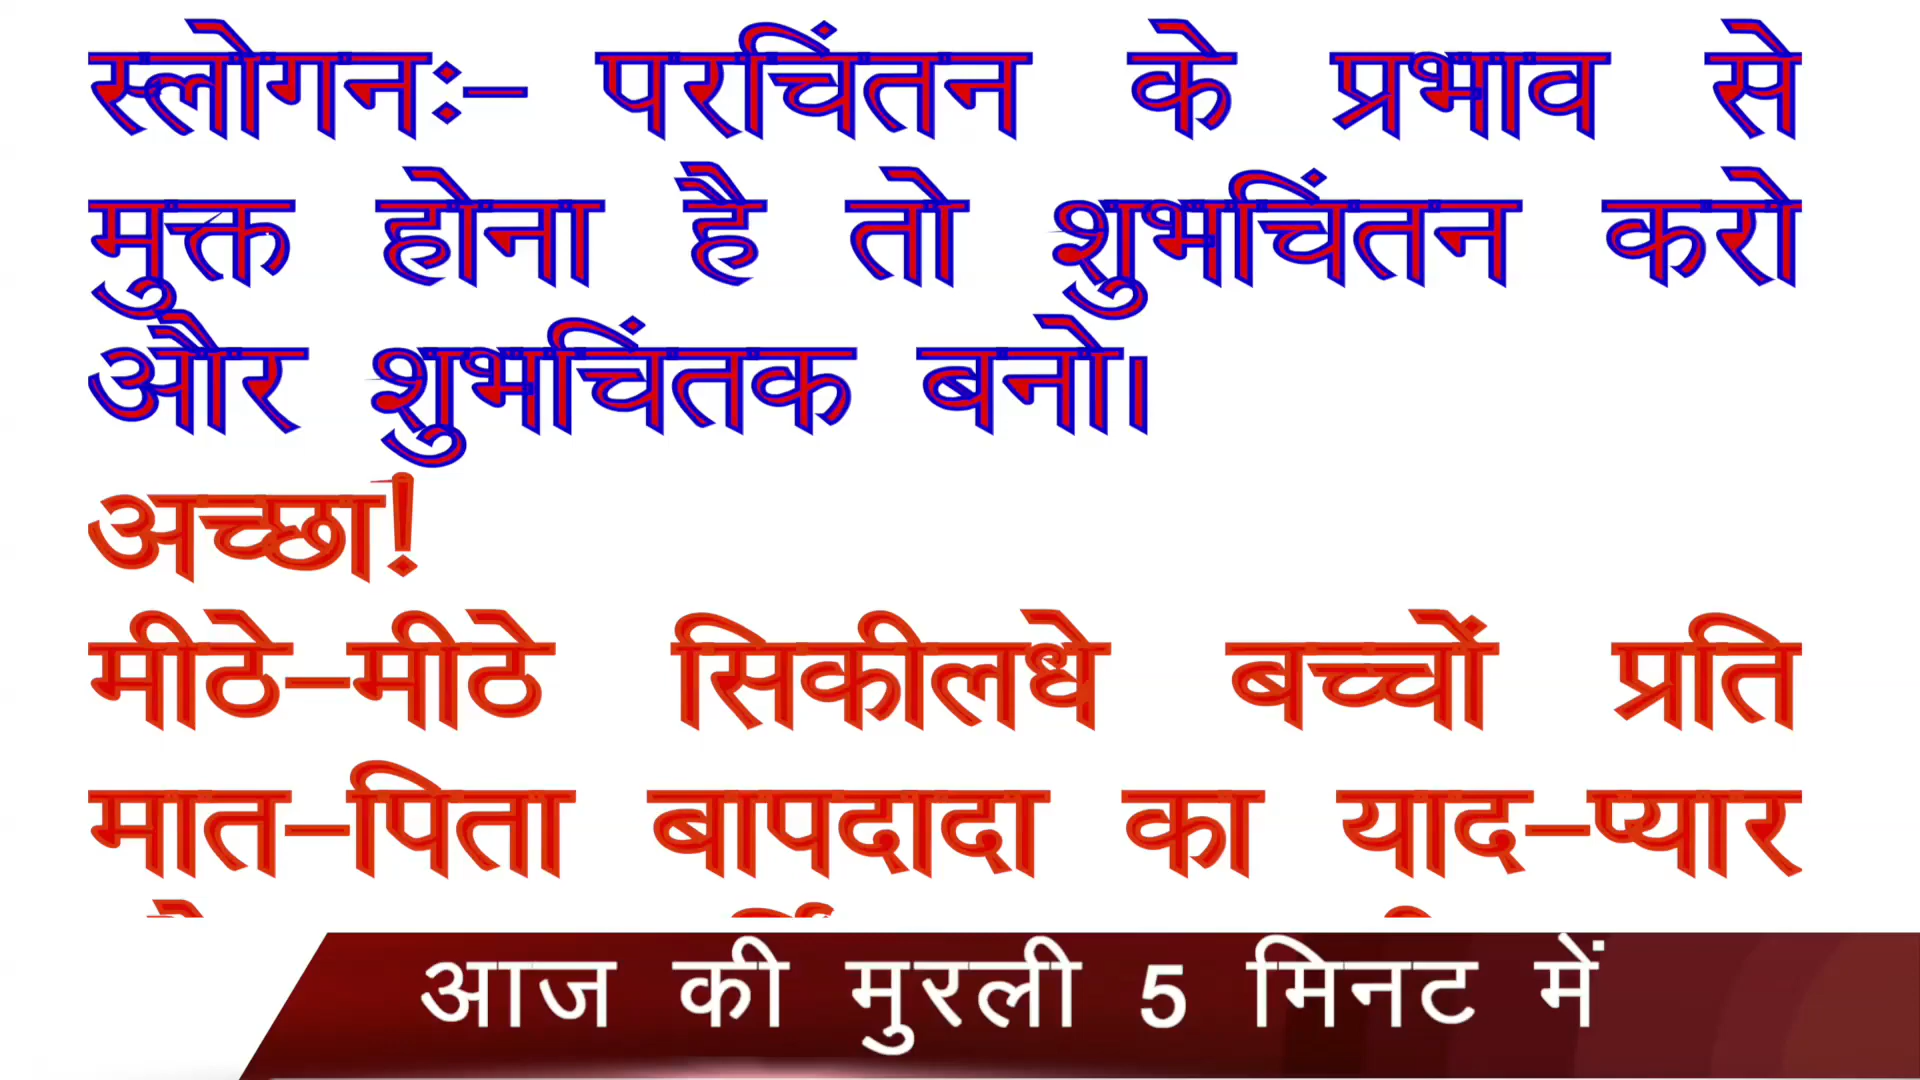 स्लोगनः– परचिंतन के प्रभाव से
मुक्त होना है तो शुभचिंतन करो
और शुभचिंतक बनो।
अच्छा!
मीठे–मीठे सिकीलधे बच्चों प्रति
मात–पिता बापदादा का याद–प्यार
आज की मुरली 5 मिनट में